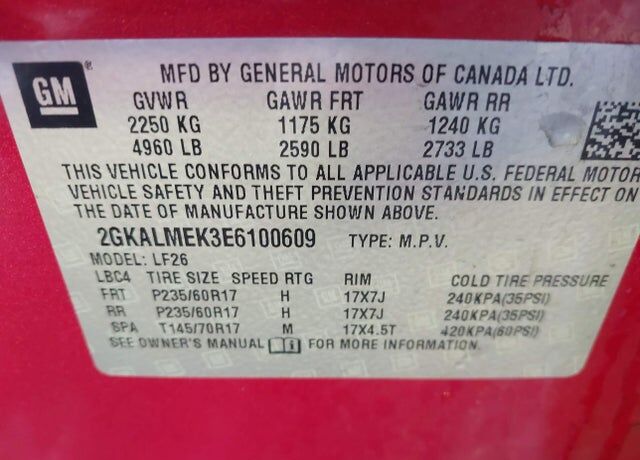 GM ® MFD BY GENERAL MOTORS OF CANADA LTD.
GVWR GAWR FRT GAWR RR
2250 KG 1175 KG 1240 KG
4960 LB 2590 LB 2733 LB
THIS VEHICLE CONFORMS TO ALL APPLICABLE U.S. FEDERAL MOTOR
VEHICLE SAFETY AND THEFT PREVENTION STANDARDS IN EFFECT ON
THE DATE OF MANUFACTURE SHOWN ABOVE.
2GKALMEK3E6100609 TYPE: M.P.V.
MODEL: LF26
LBC4 TIRE SIZE SPEED RTG RIM COLD TIRE PRESSURE
FRT P235/60R17 H 17X7J 240KPA(35PSI)
RR P235/60R17 H 17X7J 240KPA(35PSI)
SPA T145/70R17 M 17X4.5T 420KPA(60PSI)
SEE OWNER'S MANUAL FOR MORE INFORMATION.